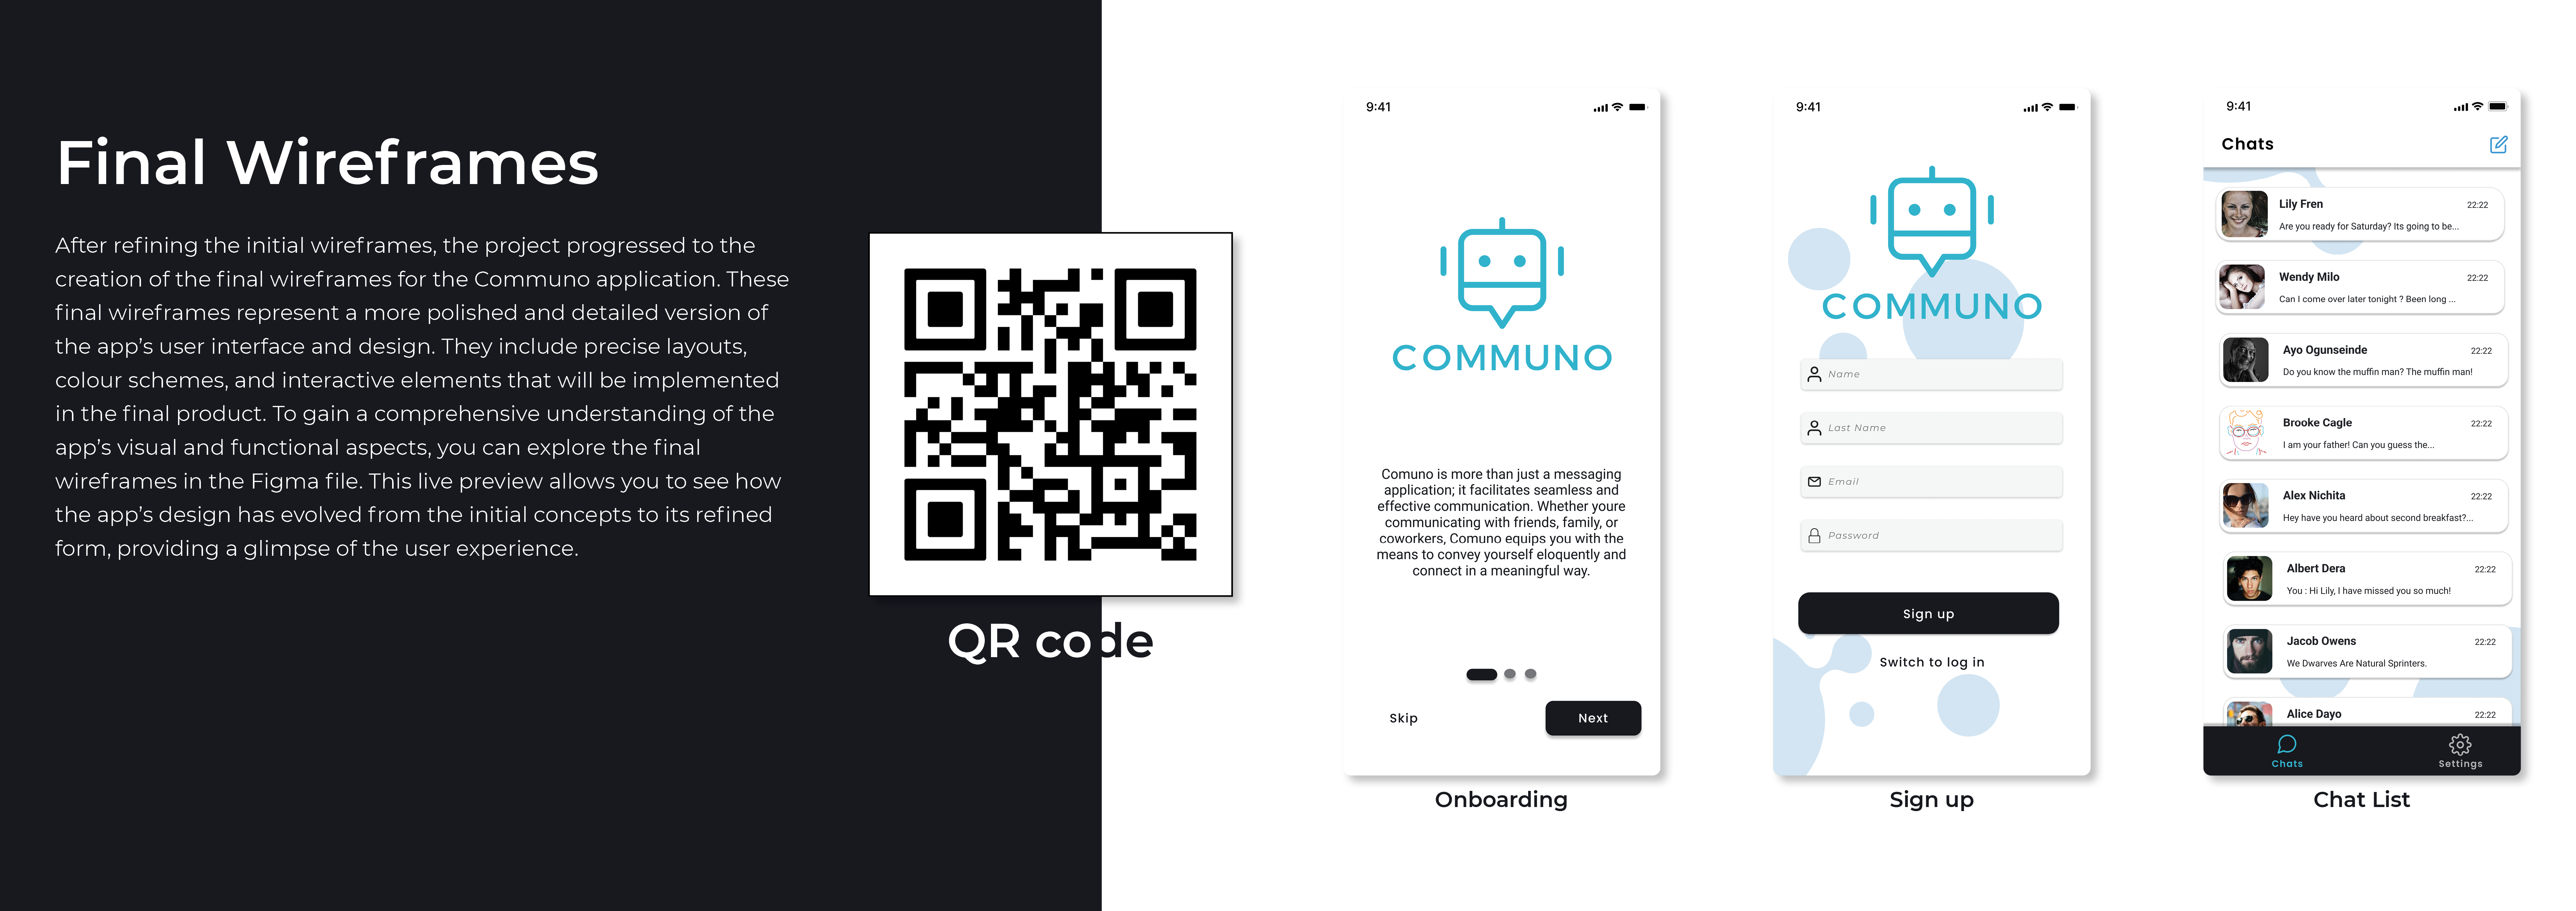 Final Wireframes
After refining the initial wireframes, the project progressed to the
creation of the final wireframes for the Communo application. These
final wireframes represent a more polished and detailed version of
the app's user interface and design. They include precise layouts,
colour schemes, and interactive elements that will be implemented
in the final product. To gain a comprehensive understanding of the
app's visual and functional aspects, you can explore the final
wireframes in the Figma file. This live preview allows you to see how
the app's design has evolved from the initial concepts to its refined
form, providing a glimpse of the user experience.
QR code
9:41
COMMUNO
Comuno is more than just a messaging
application; it facilitates seamless and
effective communication. Whether youre
communicating with friends, family, or
coworkers, Comuno equips you with the
means to convey yourself eloquently and
connect in a meaningful way.
Skip
Next
Onboarding
9:41
COMMUNO
Name
Last Name
Email
Password
Sign up
Switch to log in
Sign up
9:41
Chats
Lily Fren 22:22
Are you ready for Saturday? Its going to be...
Wendy Milo 22:22
Can I come over later tonight ? Been long ...
Ayo Ogunseinde 22:22
Do you know the muffin man? The muffin man!
Brooke Cagle 22:22
I am your father! Can you guess the...
Alex Nichita 22:22
Hey have you heard about second breakfast?...
Albert Dera 22:22
You : Hi Lily, I have missed you so much!
Jacob Owens 22:22
We Dwarves Are Natural Sprinters.
Alice Dayo 22:22
Chats
Settings
Chat List